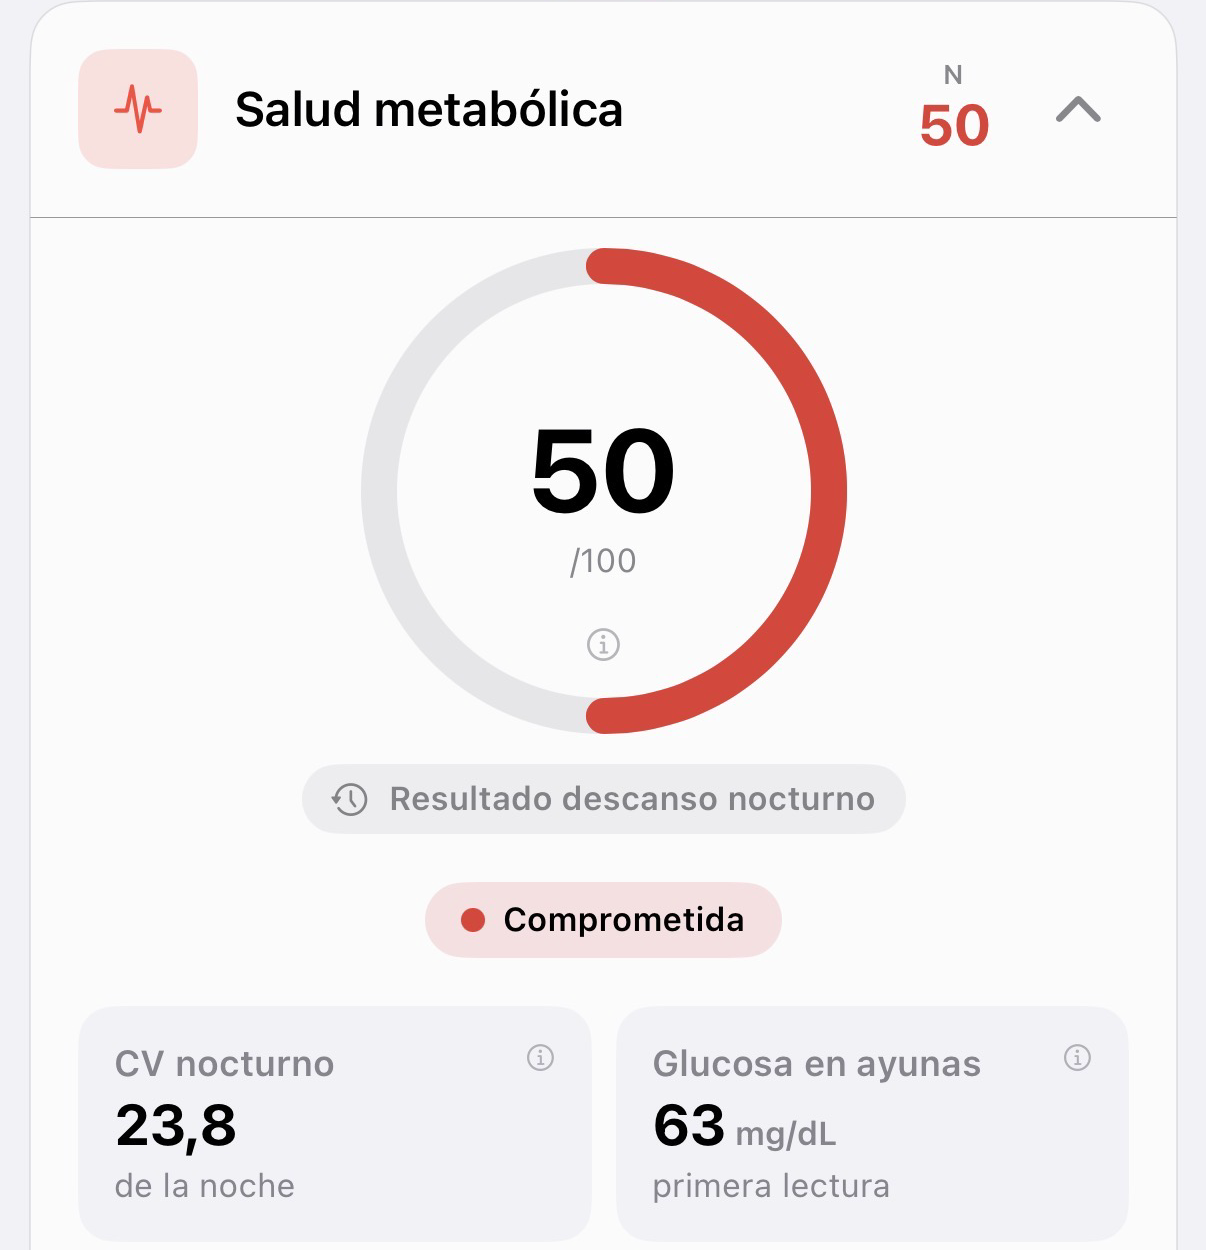 Salud metabólica
N
50
50
/100
Resultado descanso nocturno
Comprometida
CV nocturno
23,8
de la noche
Glucosa en ayunas
63 mg/dL
primera lectura